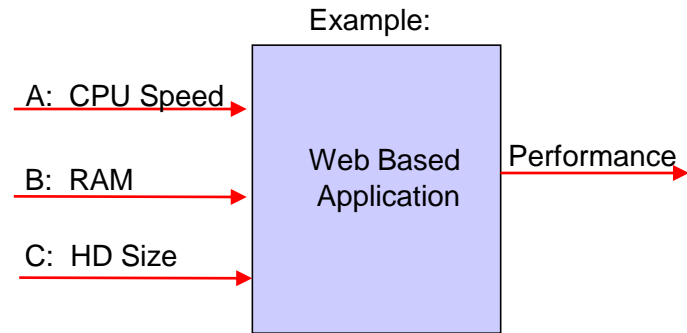 Example:
A: CPU Speed
B: RAM
C: HD Size
Web Based
Application
Performance